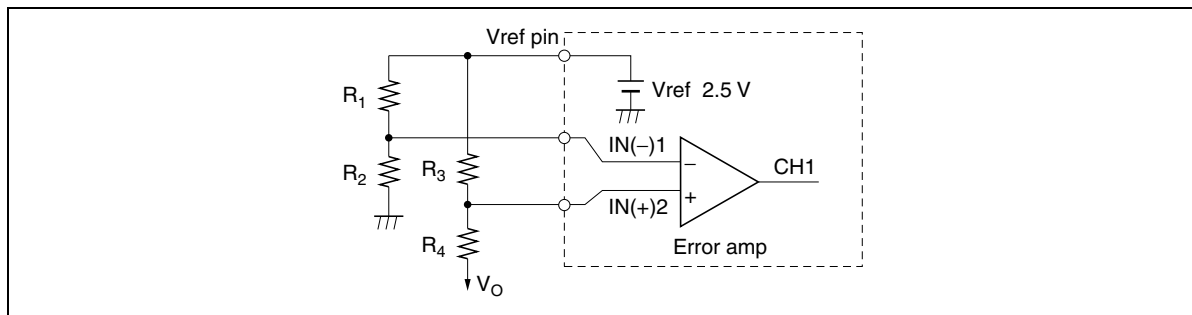 Vref pin
Vref 2.5 V
R1
IN(−)1
CH1
R2
R3
−
+
IN(+)2
R4
Error amp
VO